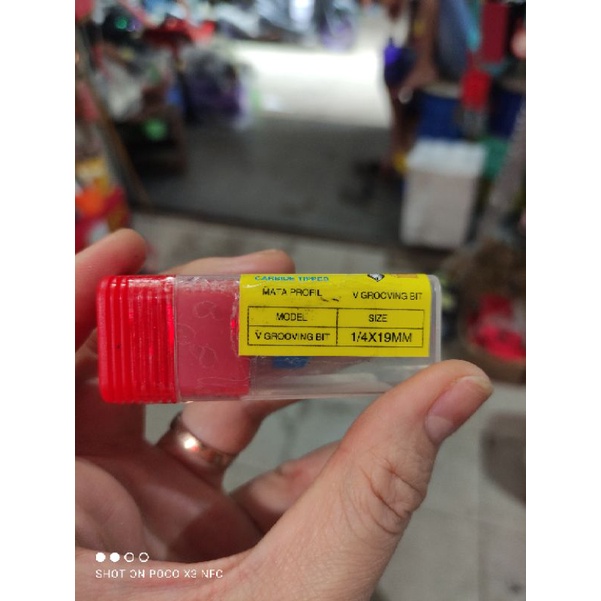 CARBIDE TIPPED
MATA PROFIL V GROOVING BIT
MODEL SIZE
V GROOVING BIT 1/4X19MM
SHOT ON POCO X3 NFC